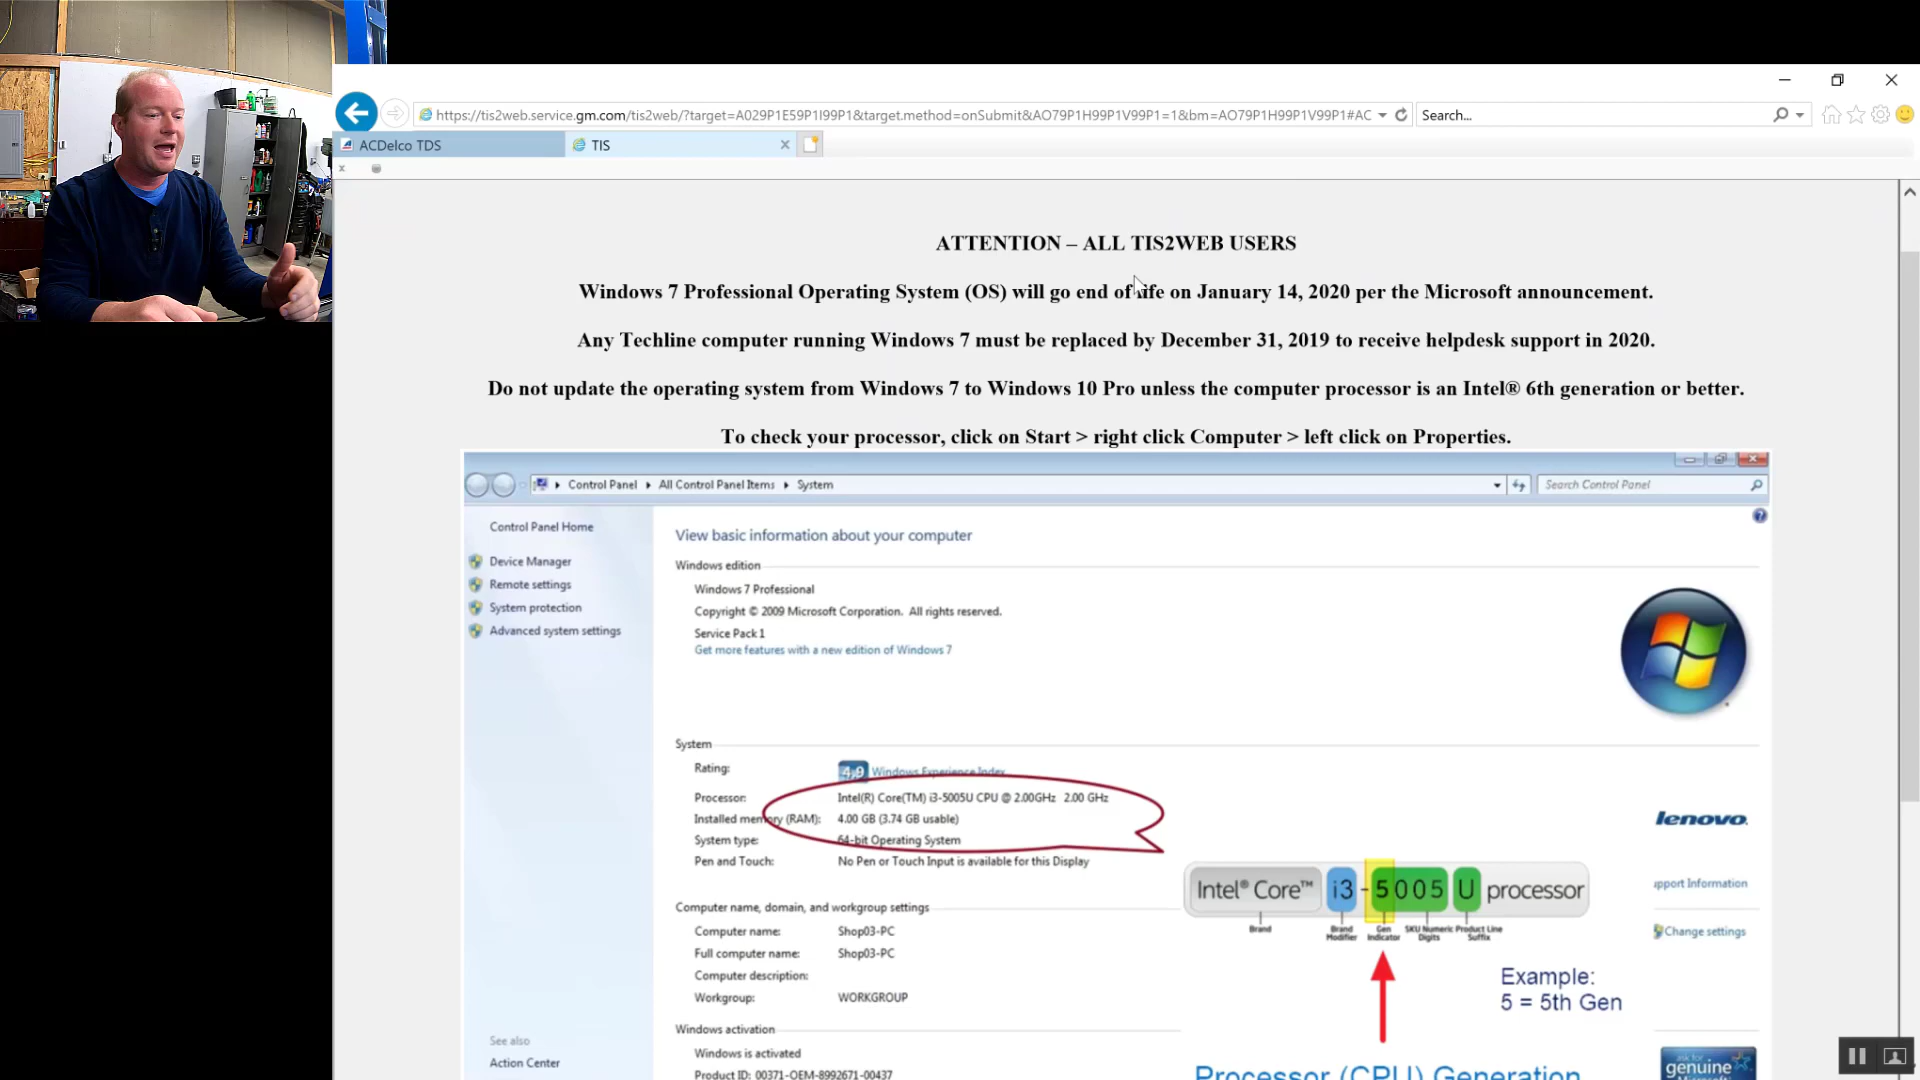 https://tis2web.service.gm.com/tis2web/?target=A029P1E59P1I99P1&target.method=onSubmit&AO79P1H99P1V99P1=1&bm=AO79P1H99P1V99P1#AC
Search...
ACDelco TDS
TIS
ATTENTION – ALL TIS2WEB USERS
Windows 7 Professional Operating System (OS) will go end of life on January 14, 2020 per the Microsoft announcement.
Any Techline computer running Windows 7 must be replaced by December 31, 2019 to receive helpdesk support in 2020.
Do not update the operating system from Windows 7 to Windows 10 Pro unless the computer processor is an Intel® 6th generation or better.
To check your processor, click on Start > right click Computer > left click on Properties.
Control Panel
All Control Panel Items
System
Search Control Panel
Control Panel Home
Device Manager
Remote settings
System protection
Advanced system settings
View basic information about your computer
Windows edition
Windows 7 Professional
Copyright © 2009 Microsoft Corporation. All rights reserved.
Service Pack 1
Get more features with a new edition of Windows 7
System
Rating:
4,9 Windows Experience Index
Processor:
Intel(R) Core(TM) i3-5005U CPU @ 2.00GHz 2.00 GHz
Installed memory (RAM):
4.00 GB (3.74 GB usable)
System type:
64-bit Operating System
Pen and Touch:
No Pen or Touch Input is available for this Display
lenovo.
Intel® Core™ i3-5005U processor
Brand
Brand Modifier
Gen Indicator
SKU Numeric Digits
Product Line Suffix
upport Information
Computer name, domain, and workgroup settings
Computer name:
Shop03-PC
Change settings
Full computer name:
Shop03-PC
Computer description:
Workgroup:
WORKGROUP
Example:
5 = 5th Gen
Windows activation
Windows is activated
Product ID: 00371-OEM-8992671-00437
Processor (CPU) Generation
See also
Action Center
ask for
genuine